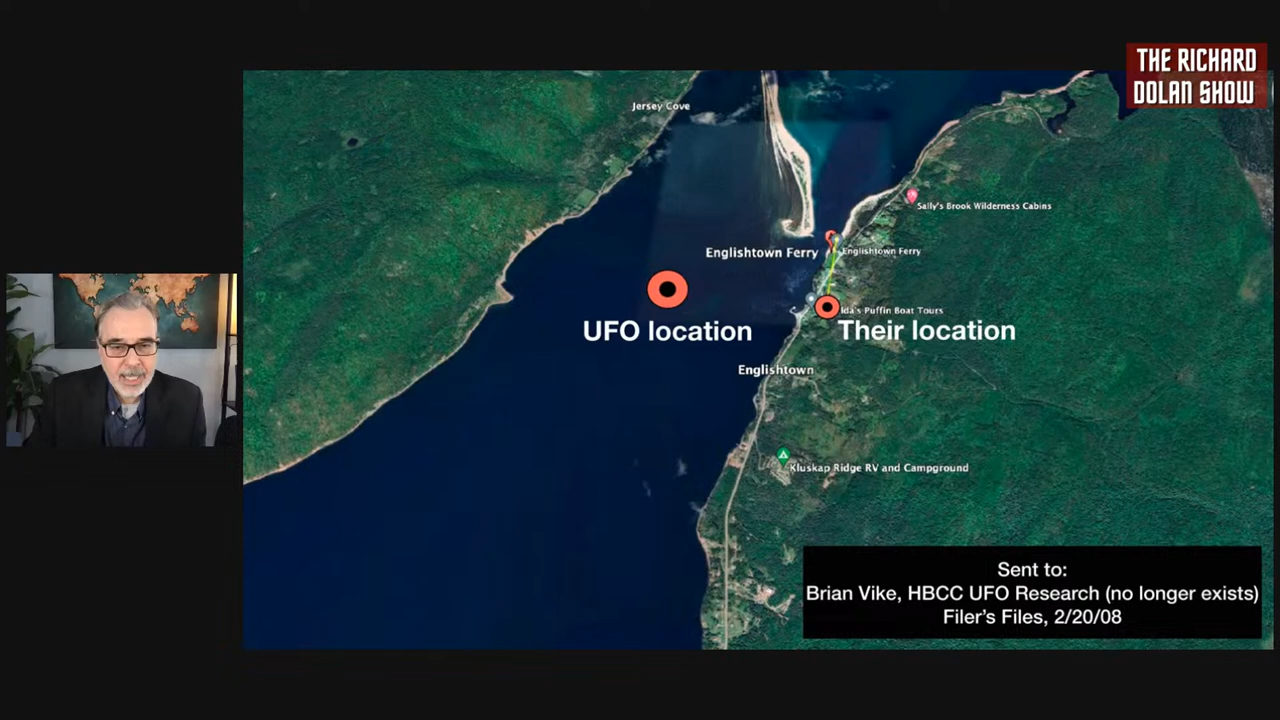 THE RICHARD
DOLAN SHOW
Jersey Cove
Sally's Brook Wilderness Cabins
Englishtown Ferry
Englishtown Ferry
UFO location
Ida's Puffin Boat Tours
Their location
Englishtown
Kluskap Ridge RV and Campground
Sent to:
Brian Vike, HBCC UFO Research (no longer exists)
Filer's Files, 2/20/08